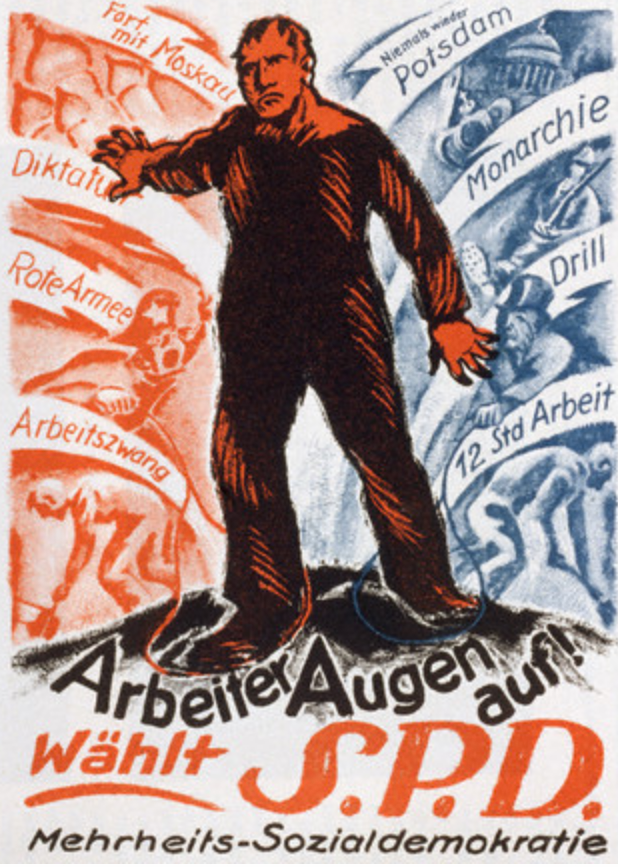 Fort
mit Moskau
Diktatur
Rote Armee
Arbeitszwang
Niemals wieder
Potsdam
Monarchie
Drill
12 Std Arbeit
Arbeiter Augen
auf!
Wählt S.P.D.
Mehrheits-Sozialdemokratie